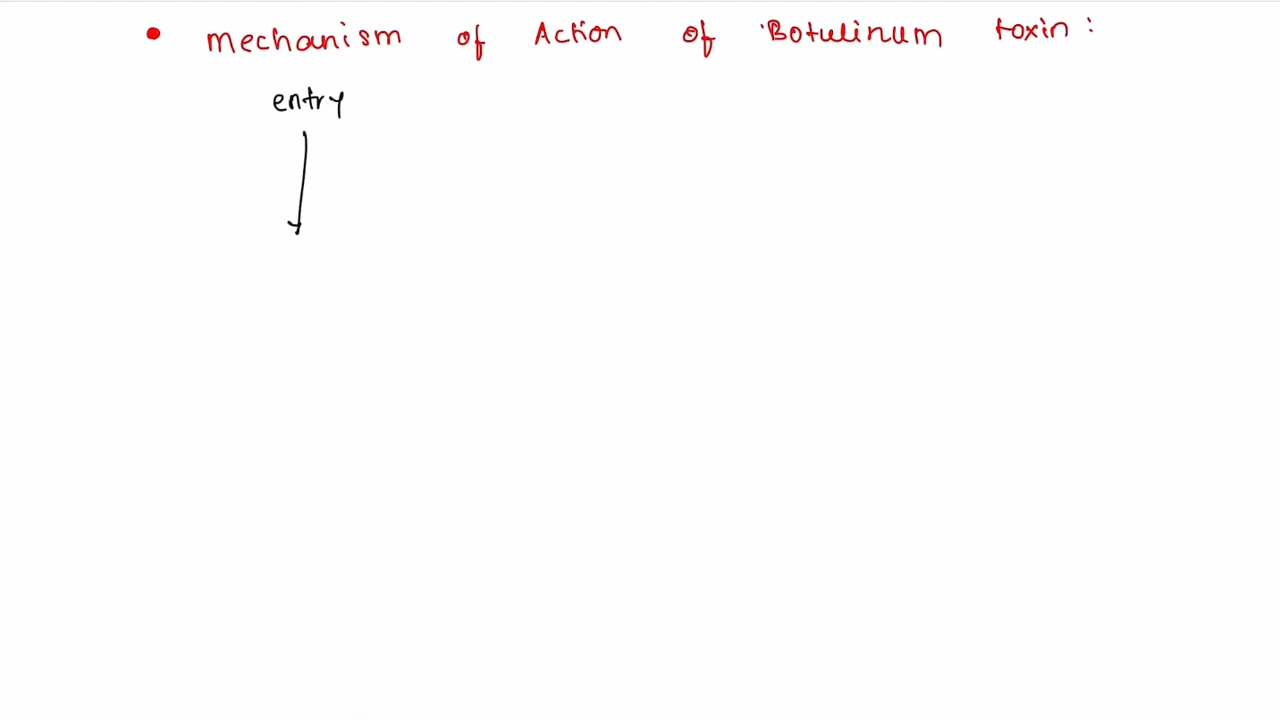 • mechanism of Action of Botulinum toxin :
entry